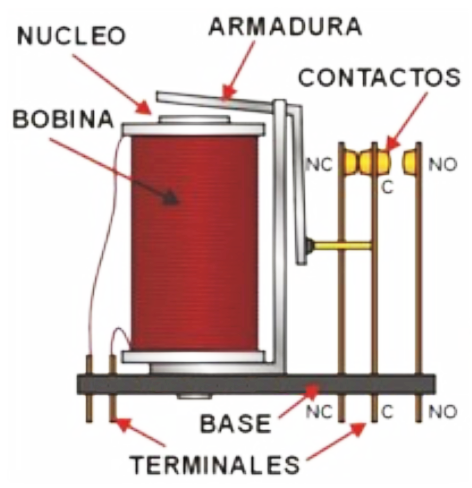 NUCLEO
ARMADURA
CONTACTOS
BOBINA
NC
C
NO
BASE
NC
C
NO
TERMINALES